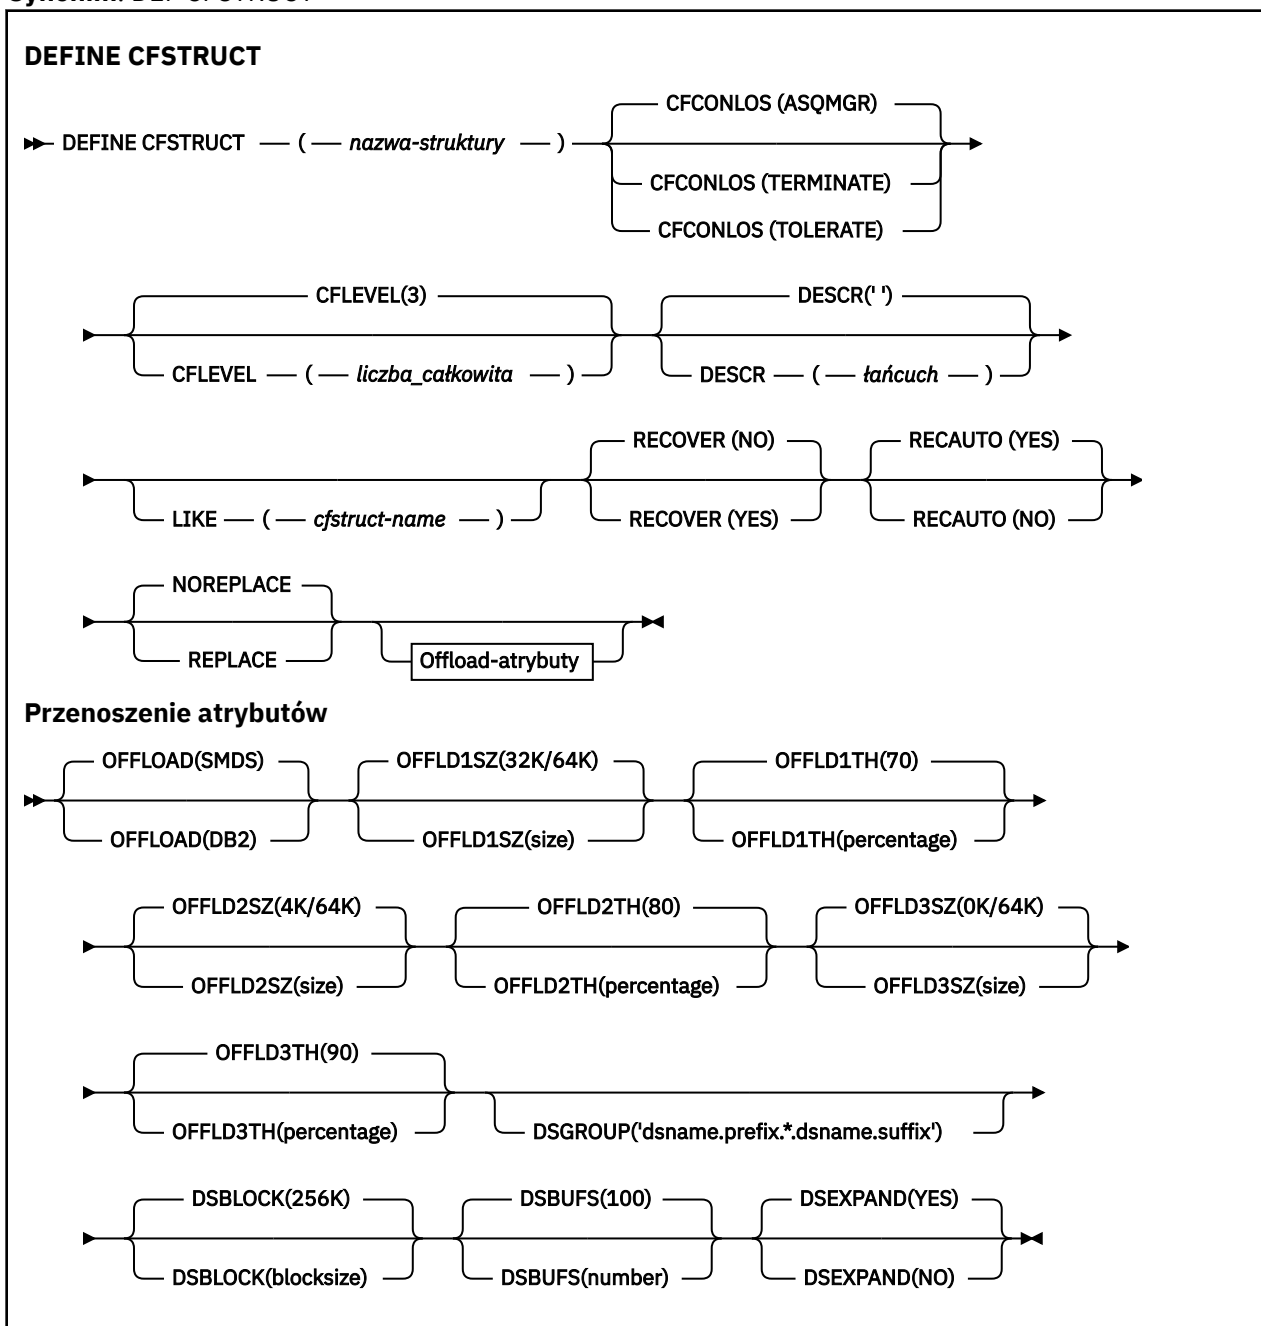 Synonim: DEF CFSTRUCT
DEFINE CFSTRUCT
CFCONLOS (ASQMGR)
DEFINE CFSTRUCT ( nazwa-struktury )
CFCONLOS (TERMINATE)
CFCONLOS (TOLERATE)
CFLEVEL(3) DESCR(' ')
CFLEVEL ( liczba_całkowita ) DESCR ( łańcuch )
RECOVER (NO) RECAUTO (YES)
LIKE ( cfstruct-name ) RECOVER (YES) RECAUTO (NO)
NOREPLACE
REPLACE Offload-atrybuty
Przenoszenie atrybutów
OFFLOAD(SMDS) OFFLD1SZ(32K/64K) OFFLD1TH(70)
OFFLOAD(DB2) OFFLD1SZ(size) OFFLD1TH(percentage)
OFFLD2SZ(4K/64K) OFFLD2TH(80) OFFLD3SZ(0K/64K)
OFFLD2SZ(size) OFFLD2TH(percentage) OFFLD3SZ(size)
OFFLD3TH(90)
OFFLD3TH(percentage) DSGROUP('dsname.prefix.*.dsname.suffix')
DSBLOCK(256K) DSBUFS(100) DSEXPAND(YES)
DSBLOCK(blocksize) DSBUFS(number) DSEXPAND(NO)